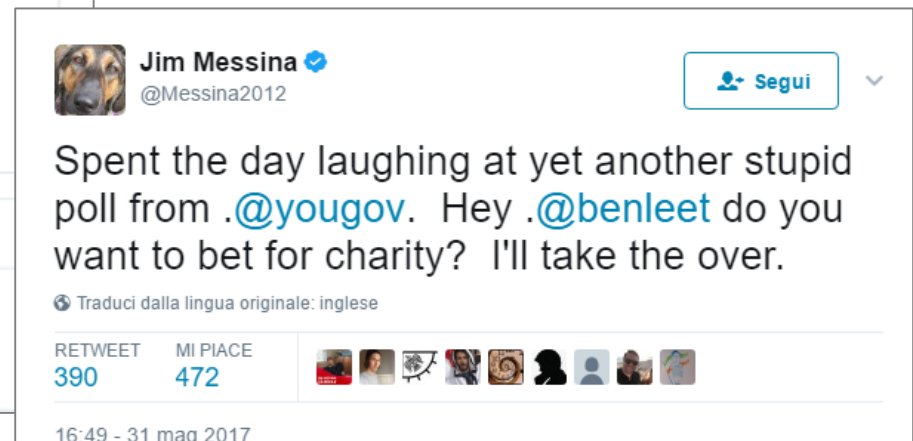 Jim Messina
@Messina2012
Segui
Spent the day laughing at yet another stupid
poll from .@yougov. Hey .@benleet do you
want to bet for charity? I'll take the over.
Traduci dalla lingua originale: inglese
RETWEET MI PIACE
390 472
16:49 - 31 mag 2017